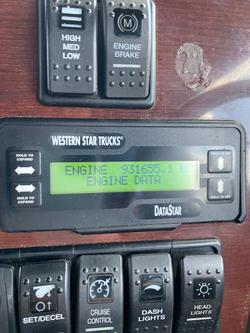 HIGH
MED
LOW
ENGINE
BRAKE
WESTERN STAR TRUCKS
HOLD TO
EXPAND
ENGINE 931655.1
ENGINE DATA
HOLD TO
EXPAND
DATASTAR
SET/DECEL
CRUISE
CONTROL
DASH
LIGHTS
HEAD
LIGHTS